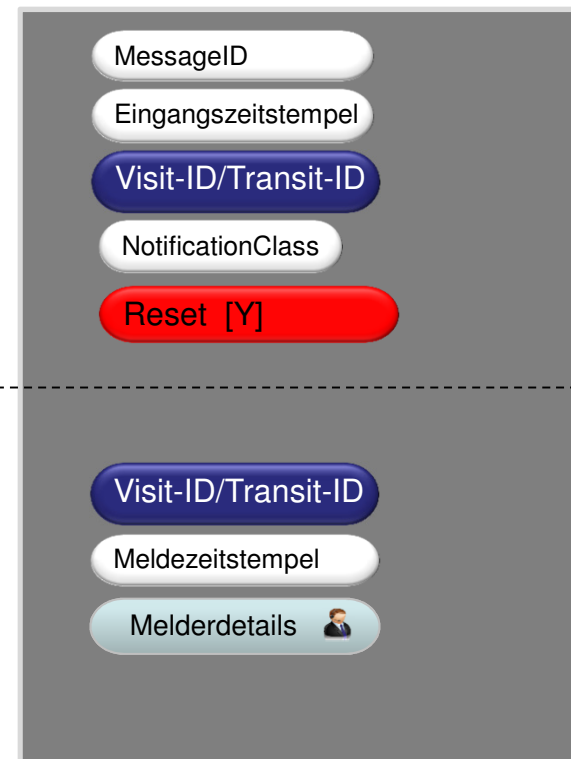 MessageID
Eingangszeitstempel
Visit-ID/Transit-ID
NotificationClass
Reset [Y]
Visit-ID/Transit-ID
Meldezeitstempel
Melderdetails